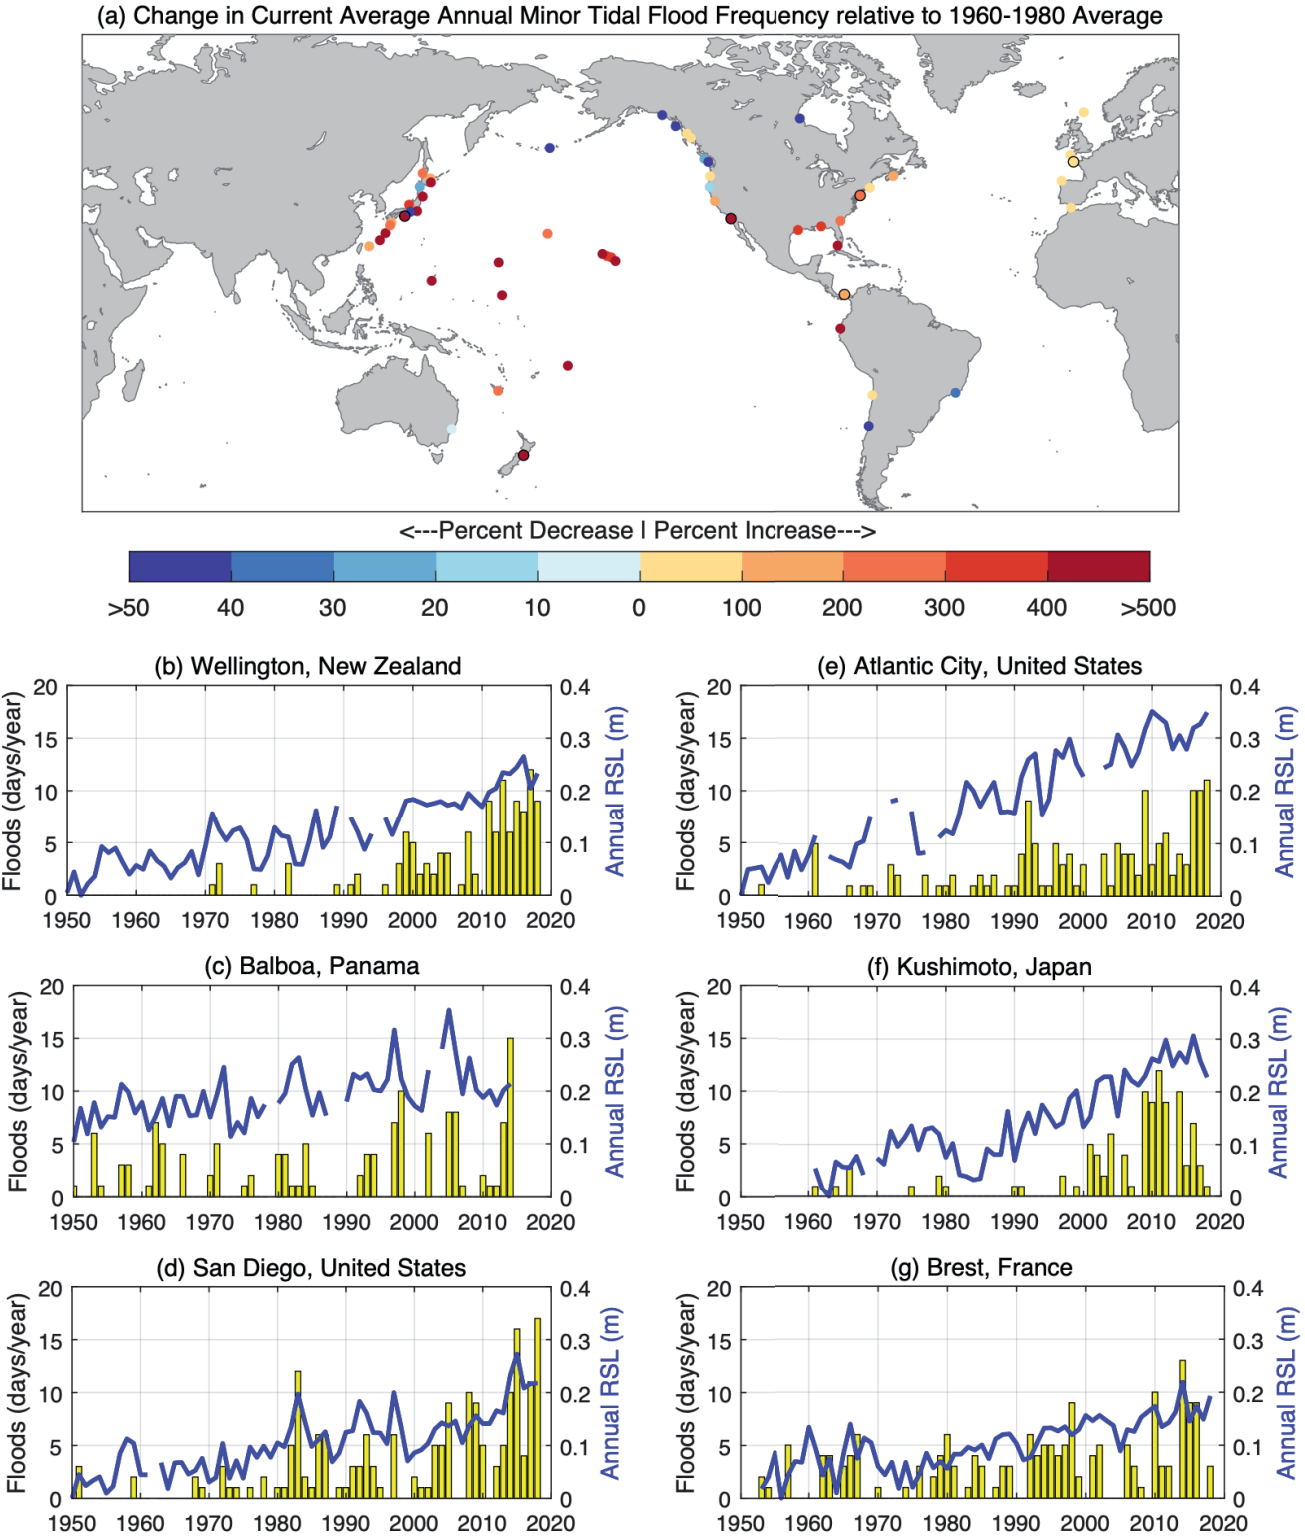 (a) Change in Current Average Annual Minor Tidal Flood Frequency relative to 1960-1980 Average
<---Percent Decrease | Percent Increase--->
>50 40 30 20 10 0 100 200 300 400 >500
(b) Wellington, New Zealand
Floods (days/year)
20 15 10 5 0
0.4 0.3 0.2 0.1 0
Annual RSL (m)
1950 1960 1970 1980 1990 2000 2010 2020
(e) Atlantic City, United States
Floods (days/year)
20 15 10 5 0
0.4 0.3 0.2 0.1 0
Annual RSL (m)
1950 1960 1970 1980 1990 2000 2010 2020
(c) Balboa, Panama
Floods (days/year)
20 15 10 5 0
0.4 0.3 0.2 0.1 0
Annual RSL (m)
1950 1960 1970 1980 1990 2000 2010 2020
(f) Kushimoto, Japan
Floods (days/year)
20 15 10 5 0
0.4 0.3 0.2 0.1 0
Annual RSL (m)
1950 1960 1970 1980 1990 2000 2010 2020
(d) San Diego, United States
Floods (days/year)
20 15 10 5 0
0.4 0.3 0.2 0.1 0
Annual RSL (m)
1950 1960 1970 1980 1990 2000 2010 2020
(g) Brest, France
Floods (days/year)
20 15 10 5 0
0.4 0.3 0.2 0.1 0
Annual RSL (m)
1950 1960 1970 1980 1990 2000 2010 2020